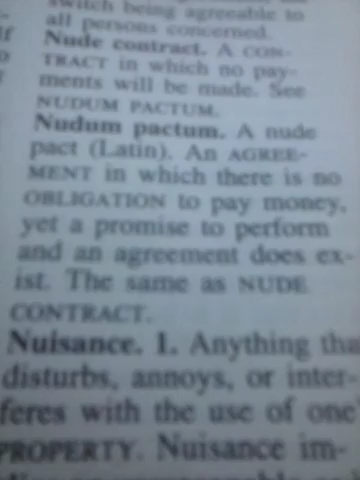 switch being agreeable to
all persons concerned.
Nude contract. A CON-
TRACT in which no pay-
ments will be made. See
NUDUM PACTUM.
Nudum pactum. A nude
pact (Latin). An AGREE-
MENT in which there is no
OBLIGATION to pay money,
yet a promise to perform
and an agreement does ex-
ist. The same as NUDE
CONTRACT.
Nuisance. 1. Anything tha
disturbs, annoys, or inter-
feres with the use of one'
PROPERTY. Nuisance im-